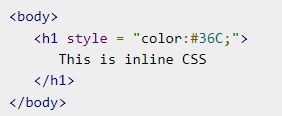 <body>
<h1 style = "color:#36C;">
This is inline CSS
</h1>
</body>